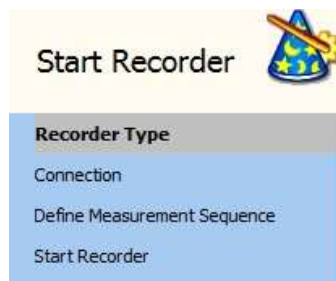 Start Recorder
Recorder Type
Connection
Define Measurement Sequence
Start Recorder